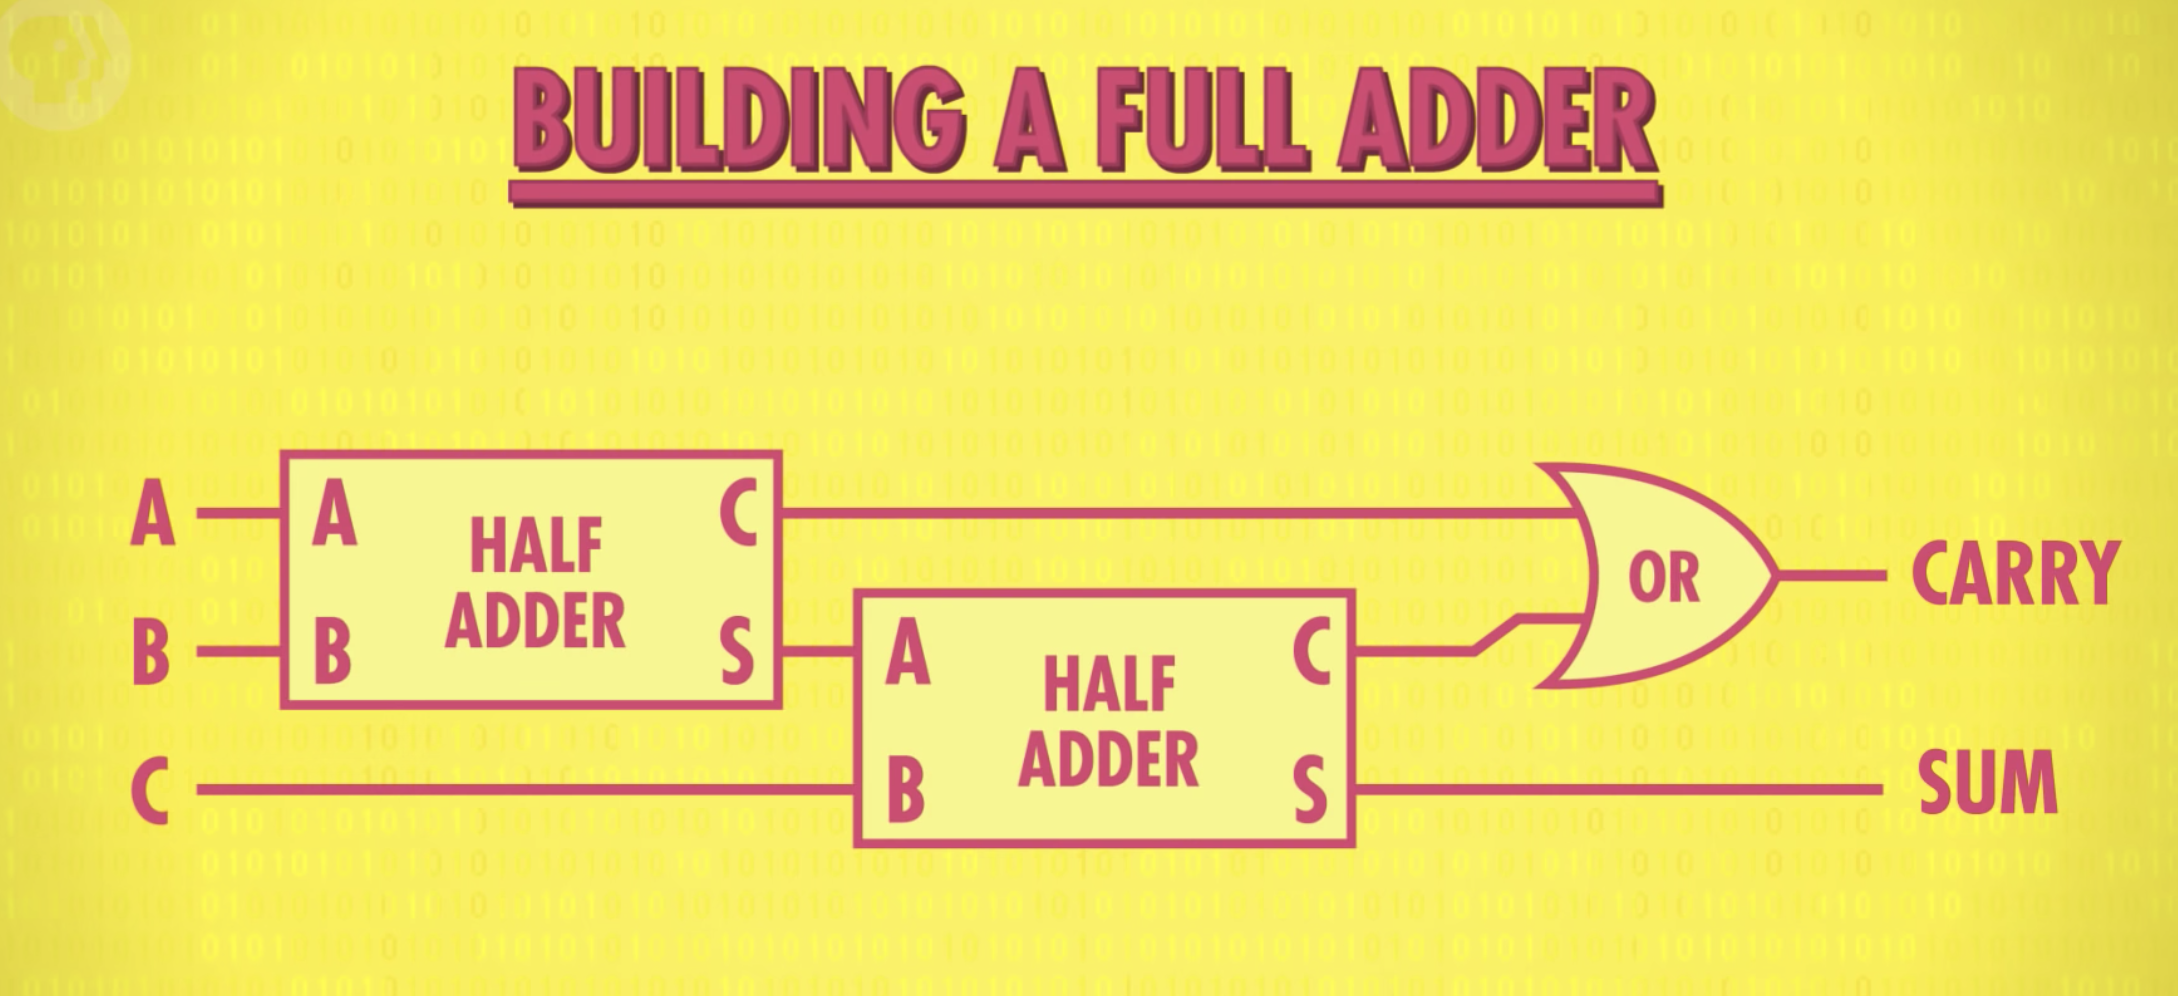 BUILDING A FULL ADDER
A
A
HALF
ADDER
C
B
B
S
A
HALF
ADDER
C
OR
CARRY
C
B
S
SUM